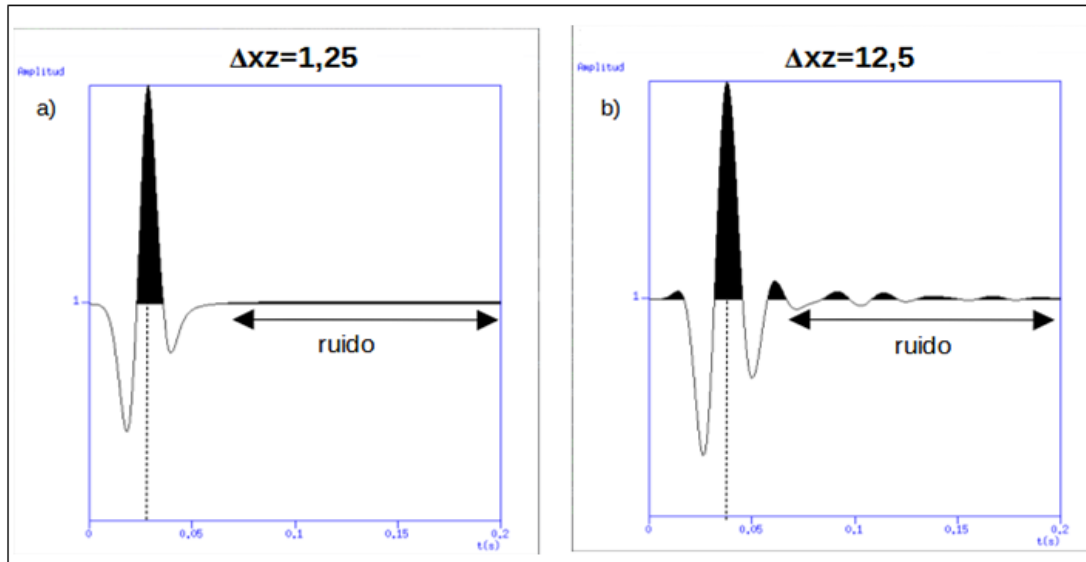 Δxz=1,25
Amplitud
a)
1
ruido
0
0.05
0.1
0.15
0.2
t(s)
Δxz=12,5
Amplitud
b)
1
ruido
0
0.05
0.1
0.15
0.2
t(s)